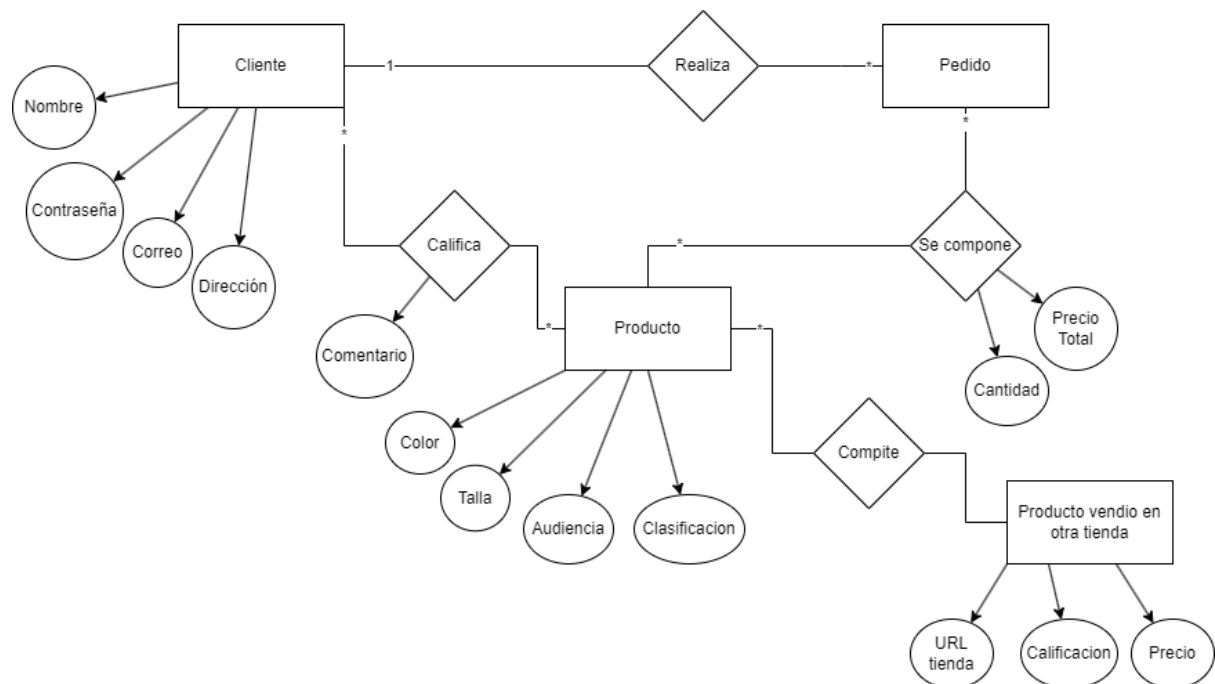 Cliente
1
Realiza
*
Pedido
Nombre
*
*
Contraseña
Correo
Dirección
Califica
*
Se compone
Comentario
*
Producto
*
Precio
Total
Cantidad
Color
Talla
Audiencia
Clasificacion
Compite
Producto vendio en
otra tienda
URL
tienda
Calificacion
Precio